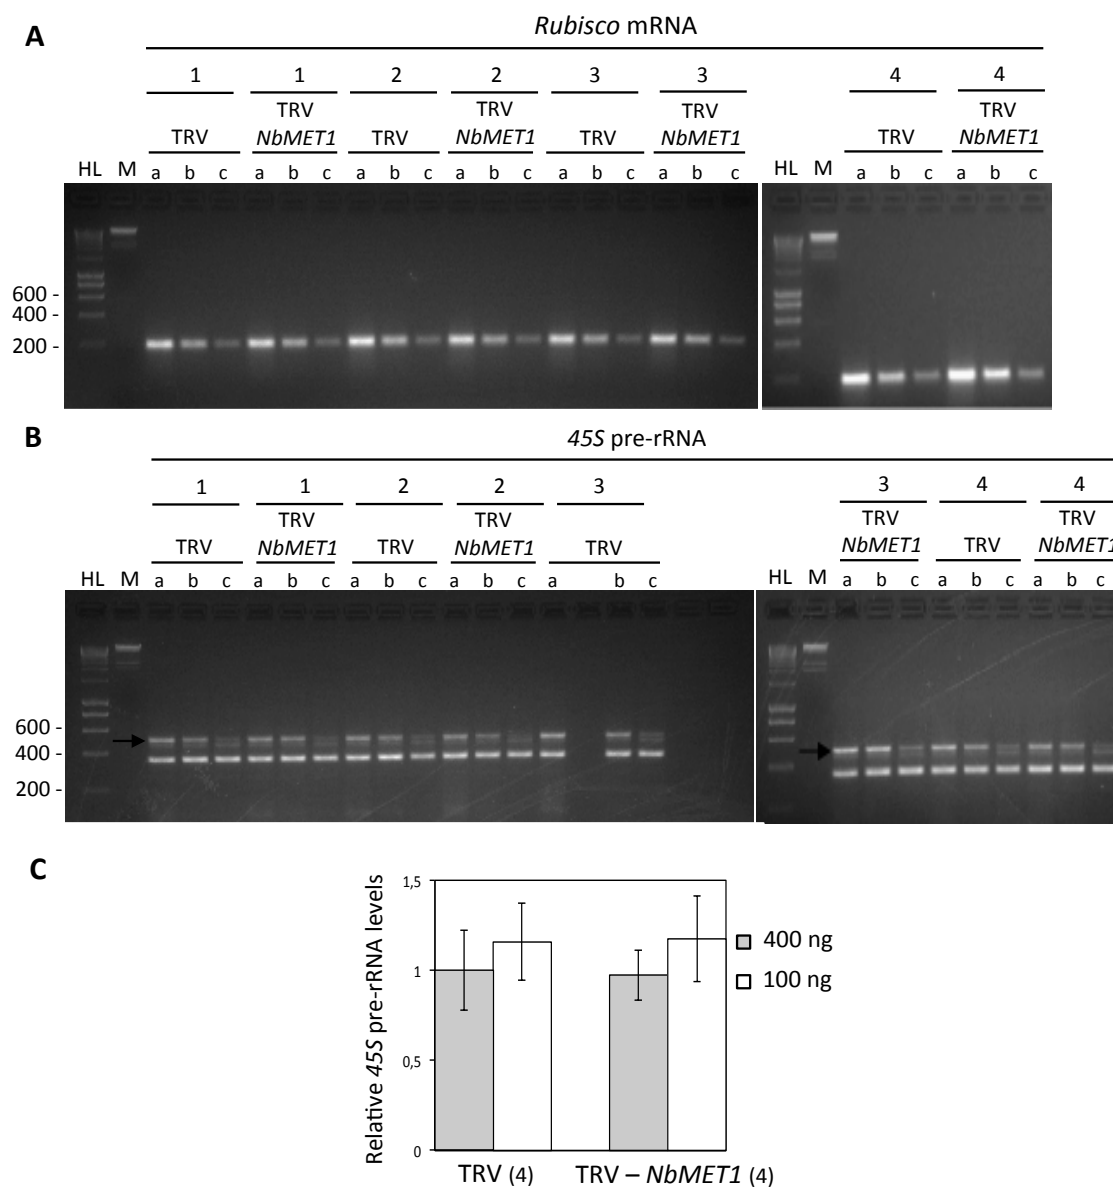 A
Rubisco mRNA
1 1 2 2 3 3 4 4
TRV TRV TRV TRV
TRV NbMET1 TRV NbMET1 TRV NbMET1 TRV NbMET1
HL M a b c a b c a b c a b c a b c a b c HL M a b c a b c
600 -
400 -
200 -
B
45S pre-rRNA
1 1 2 2 3 3 4 4
TRV TRV TRV TRV
TRV NbMET1 TRV NbMET1 TRV NbMET1 TRV NbMET1
HL M a b c a b c a b c a b c a b c HL M a b c a b c a b c
600 -
400 -
200 -
C
Relative 45S pre-rRNA levels
1,5
1
0,5
0
400 ng
100 ng
TRV (4) TRV – NbMET1 (4)